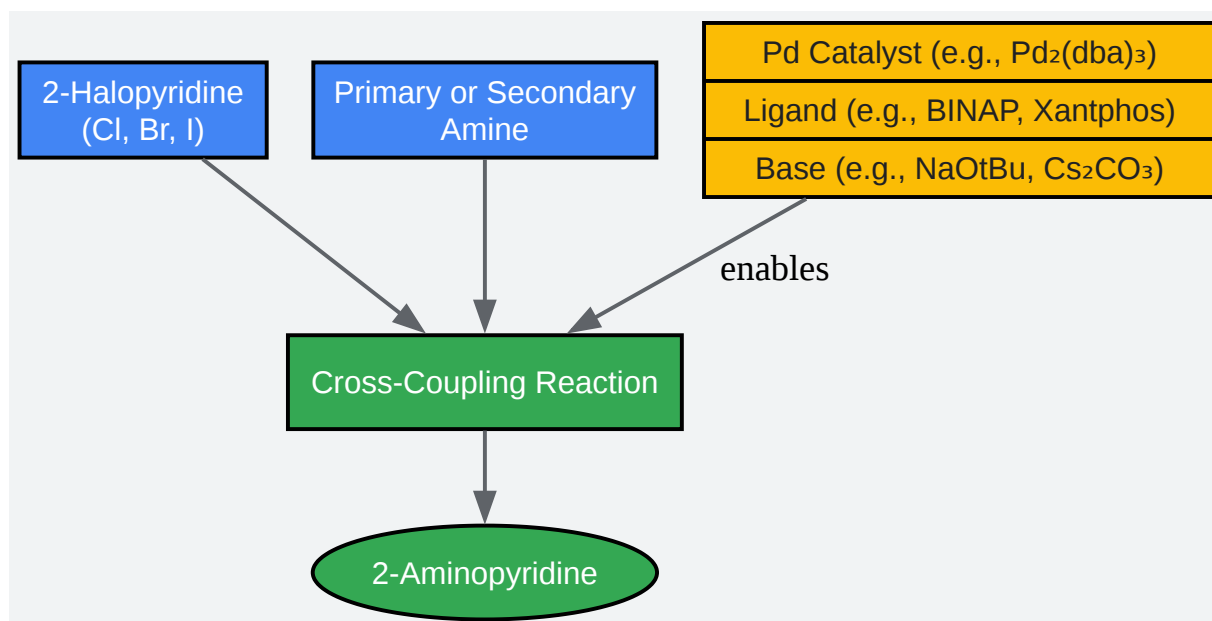 2-Halopyridine
(Cl, Br, I)
Primary or Secondary
Amine
Pd Catalyst (e.g., Pd₂(dba)₃)
Ligand (e.g., BINAP, Xantphos)
Base (e.g., NaOtBu, Cs₂CO₃)
enables
Cross-Coupling Reaction
2-Aminopyridine